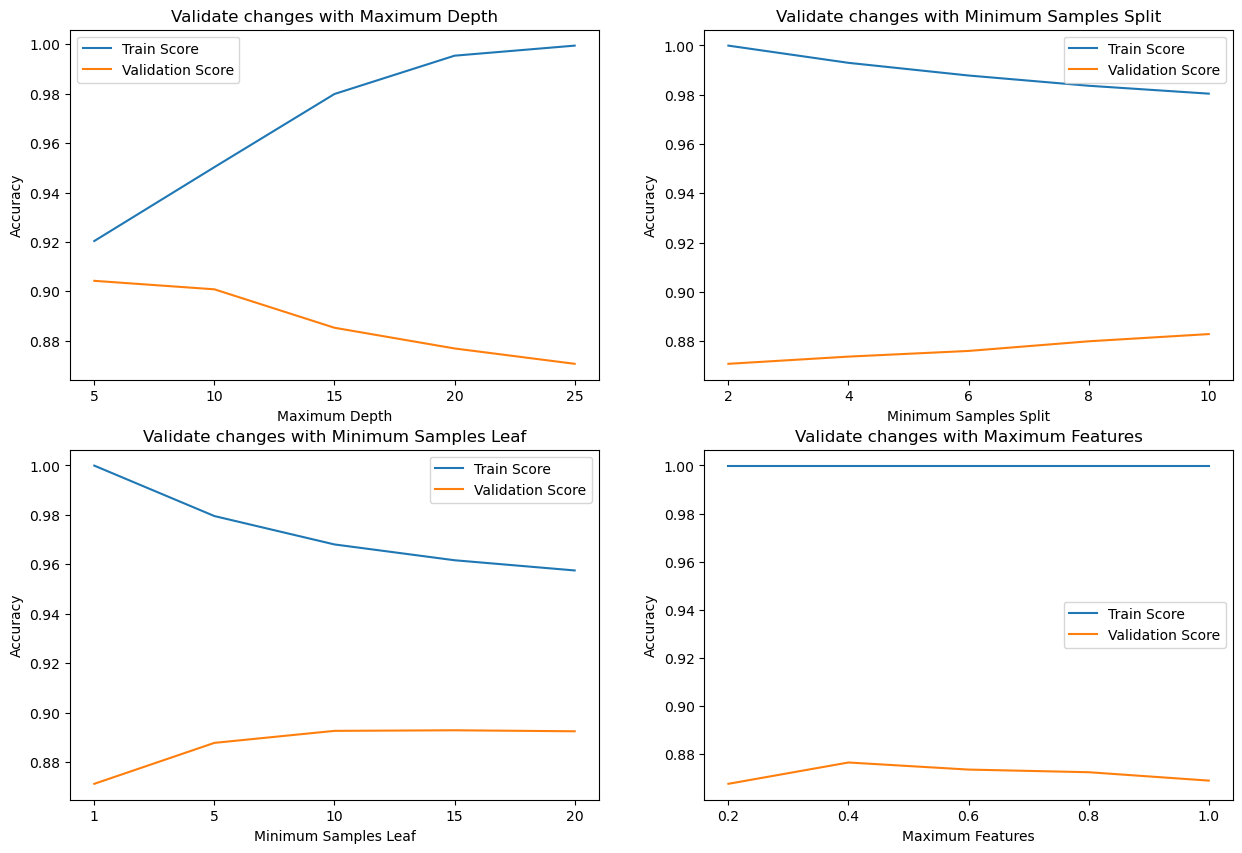 Validate changes with Maximum Depth
1.00
0.98
0.96
0.94
0.92
0.90
0.88
Accuracy
Train Score
Validation Score
5 10 15 20 25
Maximum Depth
Validate changes with Minimum Samples Split
1.00
0.98
0.96
0.94
0.92
0.90
0.88
Accuracy
Train Score
Validation Score
2 4 6 8 10
Minimum Samples Split
Validate changes with Minimum Samples Leaf
1.00
0.98
0.96
0.94
0.92
0.90
0.88
Accuracy
Train Score
Validation Score
1 5 10 15 20
Minimum Samples Leaf
Validate changes with Maximum Features
1.00
0.98
0.96
0.94
0.92
0.90
0.88
Accuracy
Train Score
Validation Score
0.2 0.4 0.6 0.8 1.0
Maximum Features